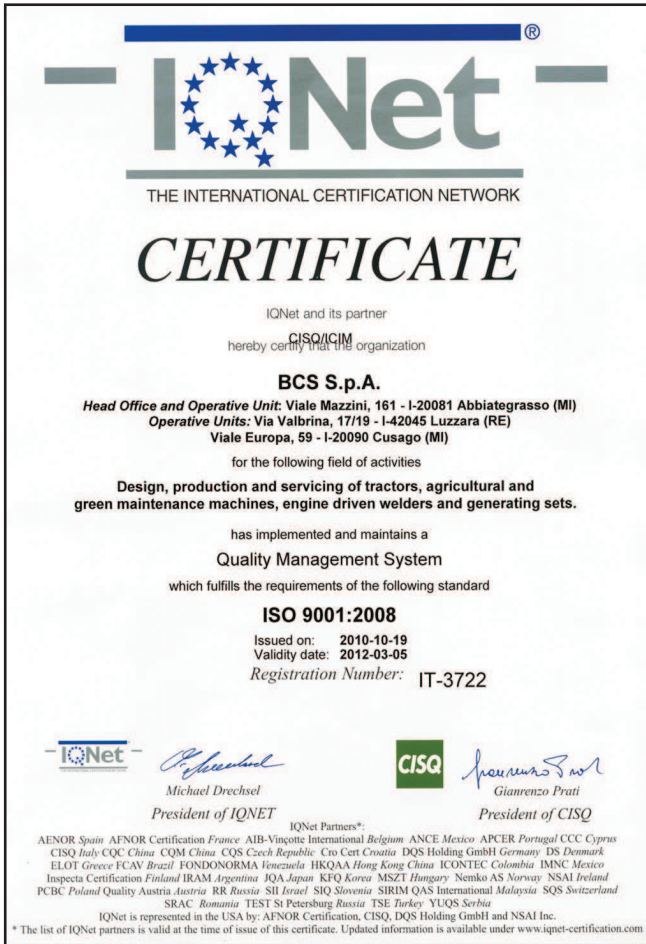 IQNet ®
THE INTERNATIONAL CERTIFICATION NETWORK
CERTIFICATE
IQNet and its partner
CISQ/ICIM
hereby certify that the organization
BCS S.p.A.
Head Office and Operative Unit: Viale Mazzini, 161 - I-20081 Abbiategrasso (MI)
Operative Units: Via Valbrina, 17/19 - I-42045 Luzzara (RE)
Viale Europa, 59 - I-20090 Cusago (MI)
for the following field of activities
Design, production and servicing of tractors, agricultural and
green maintenance machines, engine driven welders and generating sets.
has implemented and maintains a
Quality Management System
which fulfills the requirements of the following standard
ISO 9001:2008
Issued on: 2010-10-19
Validity date: 2012-03-05
Registration Number: IT-3722
IQNet
CISQ
Michael Drechsel
Gianrenzo Prati
President of IQNET
President of CISQ
IQNet Partners*:
AENOR Spain AFNOR Certification France AIB-Vinçotte International Belgium ANCE Mexico APCER Portugal CCC Cyprus
CISQ Italy CQC China CQM China CQS Czech Republic Cro Cert Croatia DQS Holding GmbH Germany DS Denmark
ELOT Greece FCAV Brazil FONDONORMA Venezuela HKQAA Hong Kong China ICONTEC Colombia IMNC Mexico
Inspecta Certification Finland IRAM Argentina JQA Japan KFQ Korea MSZT Hungary Nemko AS Norway NSAI Ireland
PCBC Poland Quality Austria Austria RR Russia SII Israel SIQ Slovenia SIRIM QAS International Malaysia SQS Switzerland
SRAC Romania TEST St Petersburg Russia TSE Turkey YUQS Serbia
IQNet is represented in the USA by: AFNOR Certification, CISQ, DQS Holding GmbH and NSAI Inc.
* The list of IQNet partners is valid at the time of issue of this certificate. Updated information is available under www.iqnet-certification.com